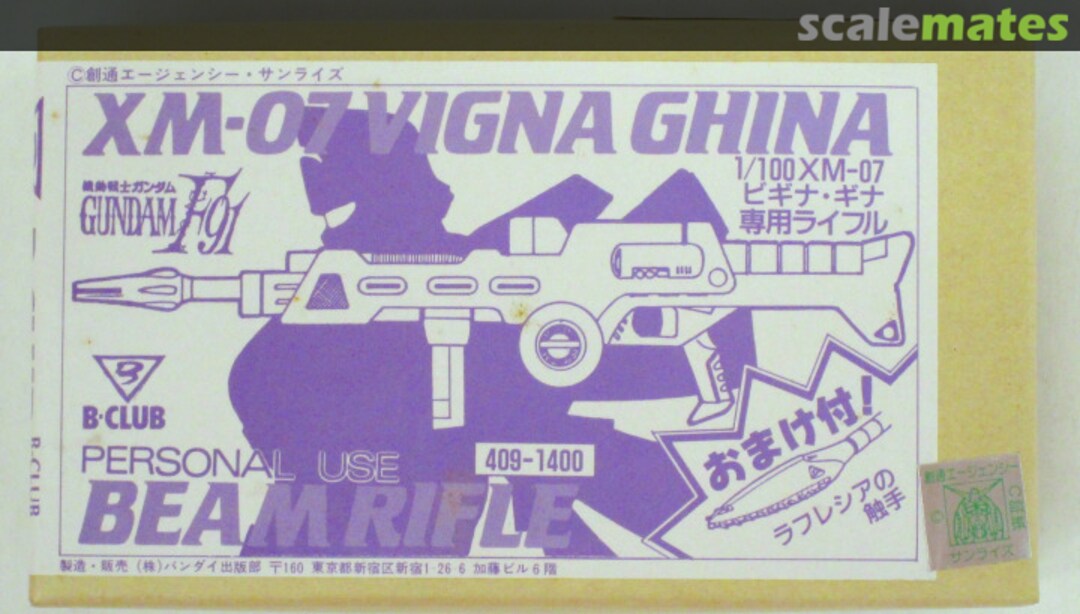 scalemates
©創通エージェンシー・サンライズ
XM-07 VIGNA GHINA
1/100 XM-07
ビギナ・ギナ
専用ライフル
機動戦士ガンダム
GUNDAM F91
B-CLUB
PERSONAL USE
409-1400
BEAM RIFLE
おまけ付!
ラフレシアの
触手
創通エージェンシー
サンライズ
B-CLUB
製造・販売 (株)バンダイ出版部 〒160 東京都新宿区新宿1-26-6 加藤ビル6階